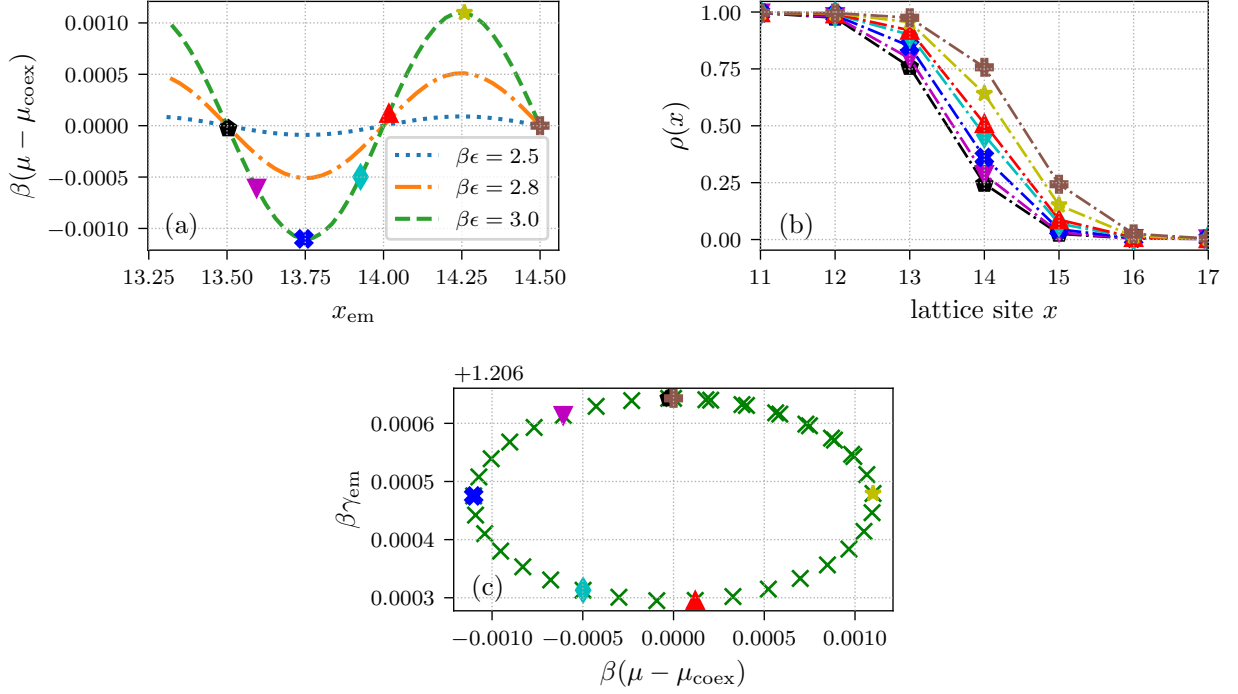 0.0010
0.0005
0.0000
−0.0005
−0.0010
β(μ − μcoex)
(a)
βϵ = 2.5
βϵ = 2.8
βϵ = 3.0
13.25 13.50 13.75 14.00 14.25 14.50
xem
1.00
0.75
0.50
0.25
0.00
ρ(x)
(b)
11 12 13 14 15 16 17
lattice site x
+1.206
0.0006
0.0005
0.0004
0.0003
βγem
(c)
−0.0010 −0.0005 0.0000 0.0005 0.0010
β(μ − μcoex)